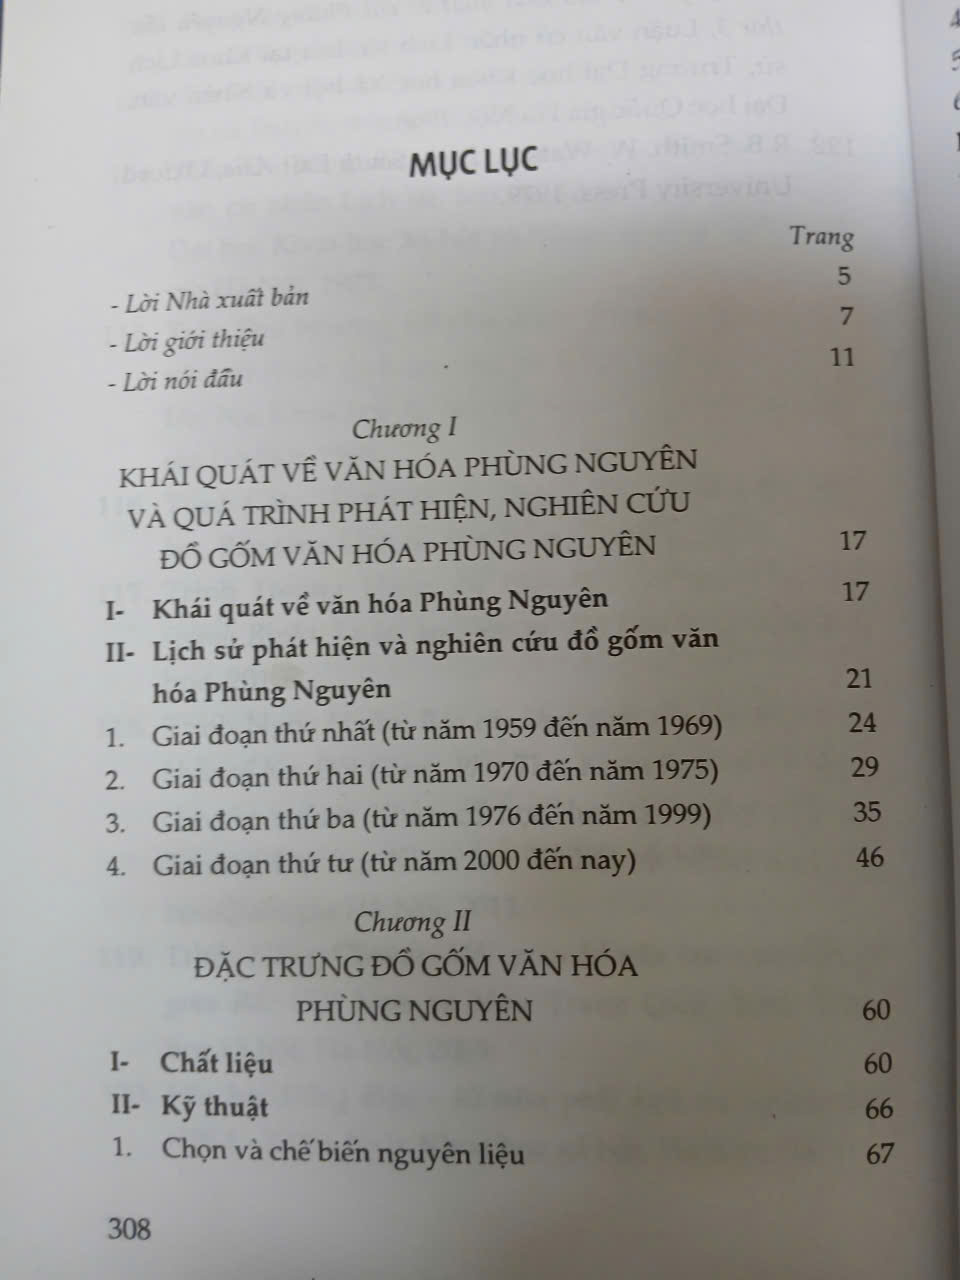 MỤC LỤC
Trang
- Lời Nhà xuất bản 5
- Lời giới thiệu 7
- Lời nói đầu 11
Chương I
KHÁI QUÁT VỀ VĂN HÓA PHÙNG NGUYÊN
VÀ QUÁ TRÌNH PHÁT HIỆN, NGHIÊN CỨU
ĐỒ GỐM VĂN HÓA PHÙNG NGUYÊN 17
I- Khái quát về văn hóa Phùng Nguyên 17
II- Lịch sử phát hiện và nghiên cứu đồ gốm văn
hóa Phùng Nguyên 21
1. Giai đoạn thứ nhất (từ năm 1959 đến năm 1969) 24
2. Giai đoạn thứ hai (từ năm 1970 đến năm 1975) 29
3. Giai đoạn thứ ba (từ năm 1976 đến năm 1999) 35
4. Giai đoạn thứ tư (từ năm 2000 đến nay) 46
Chương II
ĐẶC TRƯNG ĐỒ GỐM VĂN HÓA
PHÙNG NGUYÊN 60
I- Chất liệu 60
II- Kỹ thuật 66
1. Chọn và chế biến nguyên liệu 67
308